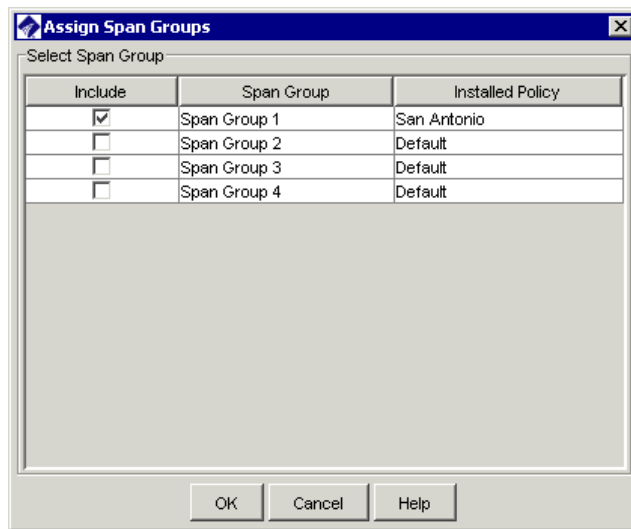 Assign Span Groups
Select Span Group
Include Span Group Installed Policy
Span Group 1 San Antonio
Span Group 2 Default
Span Group 3 Default
Span Group 4 Default
OK Cancel Help